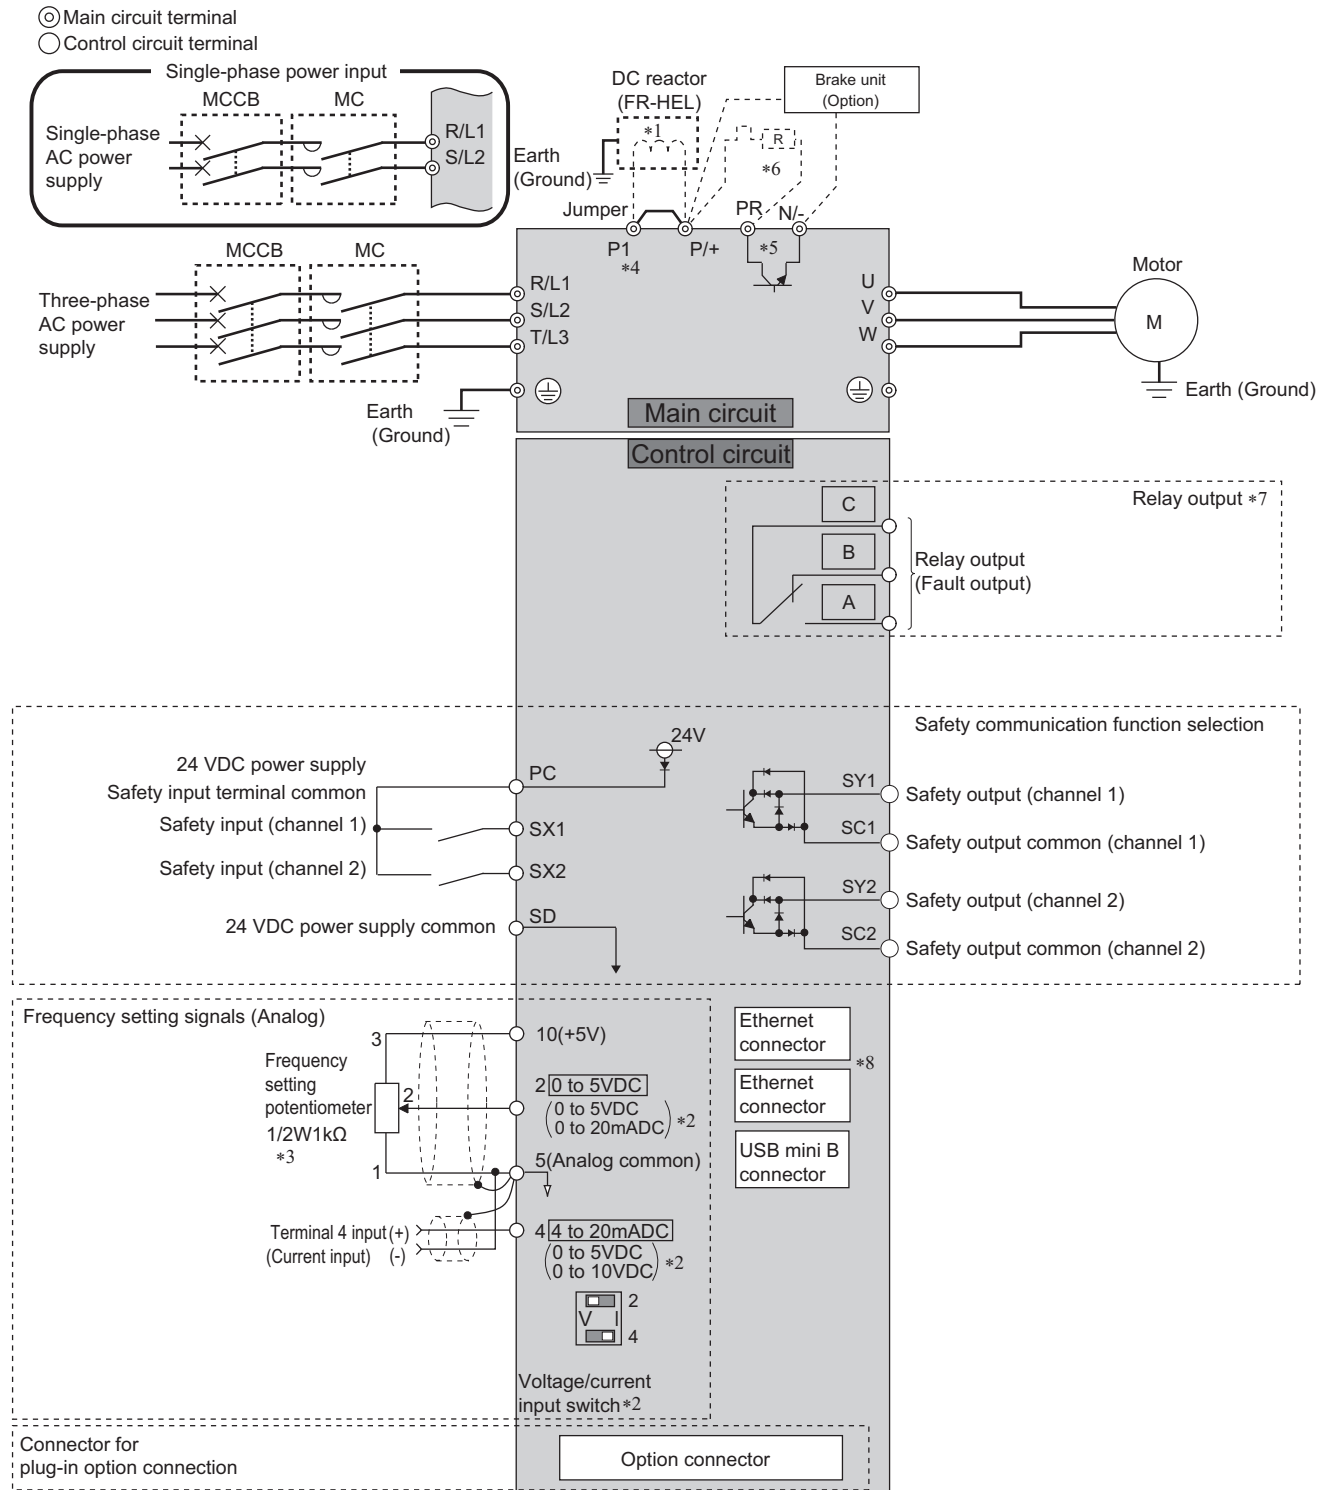 Main circuit terminal
Control circuit terminal
Single-phase power input
MCCB
MC
Single-phase
AC power
supply
R/L1
S/L2
Earth
(Ground)
DC reactor
(FR-HEL)
*1
Brake unit
(Option)
R
*6
Jumper
PR
N/-
P1
*4
P/+
*5
MCCB
MC
Three-phase
AC power
supply
R/L1
S/L2
T/L3
U
V
W
Motor
M
Earth (Ground)
Earth
(Ground)
Main circuit
Control circuit
Relay output *7
C
B
A
Relay output
(Fault output)
Safety communication function selection
24V
24 VDC power supply
Safety input terminal common
PC
Safety input (channel 1)
SX1
Safety input (channel 2)
SX2
24 VDC power supply common
SD
SY1
Safety output (channel 1)
SC1
Safety output common (channel 1)
SY2
Safety output (channel 2)
SC2
Safety output common (channel 2)
Frequency setting signals (Analog)
3
10(+5V)
Frequency
setting
potentiometer
1/2W1kΩ
*3
2
2 0 to 5VDC
(0 to 5VDC
0 to 20mADC) *2
1
5(Analog common)
Terminal 4 input (+)
(Current input) (-)
4 4 to 20mADC
(0 to 5VDC
0 to 10VDC) *2
2
V I
4
Voltage/current
input switch*2
Ethernet
connector
*8
Ethernet
connector
USB mini B
connector
Connector for
plug-in option connection
Option connector